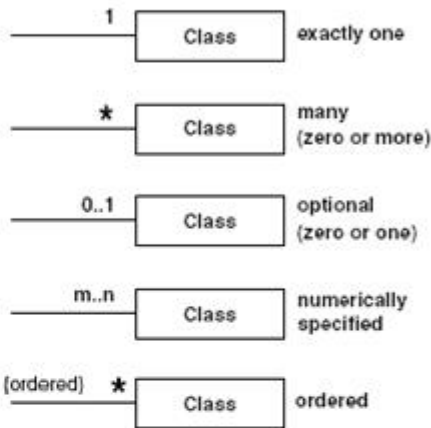 1
Class
exactly one
*
Class
many
(zero or more)
0..1
Class
optional
(zero or one)
m..n
Class
numerically
specified
{ordered} *
Class
ordered